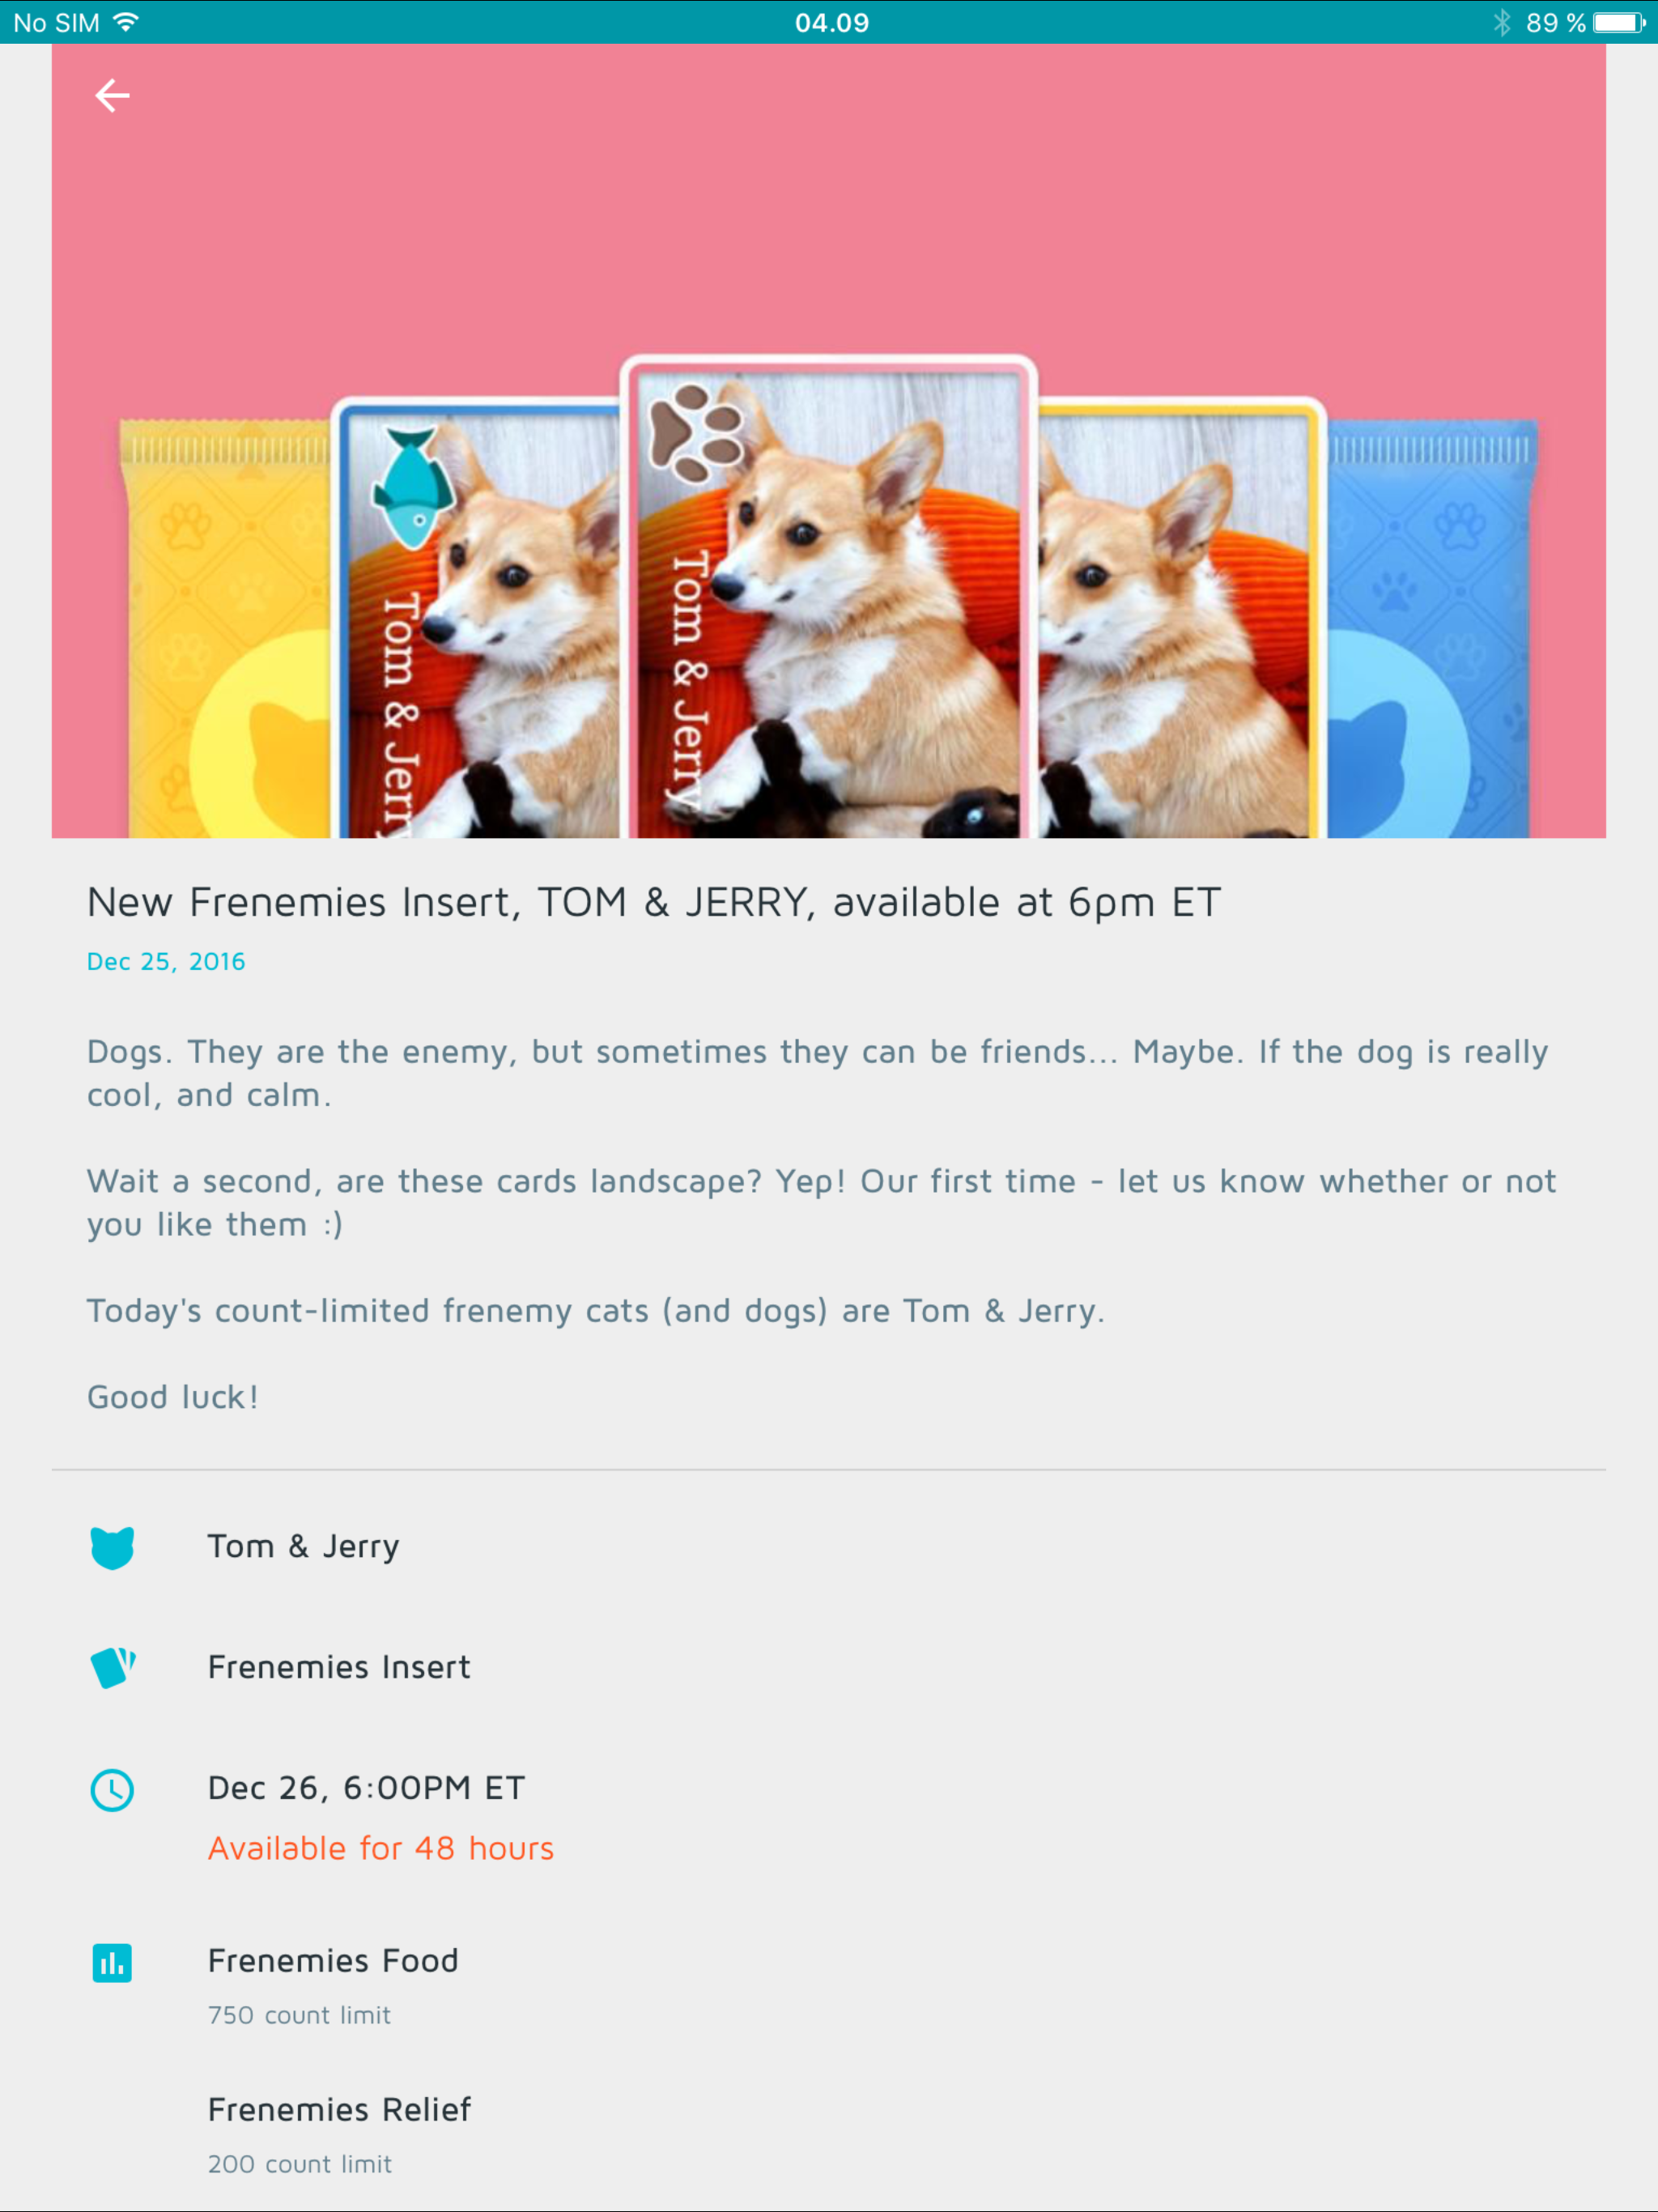 No SIM 04.09 89 %
Tom & Jerry
Tom & Jerry
New Frenemies Insert, TOM & JERRY, available at 6pm ET
Dec 25, 2016
Dogs. They are the enemy, but sometimes they can be friends... Maybe. If the dog is really
cool, and calm.
Wait a second, are these cards landscape? Yep! Our first time - let us know whether or not
you like them :)
Today's count-limited frenemy cats (and dogs) are Tom & Jerry.
Good luck!
Tom & Jerry
Frenemies Insert
Dec 26, 6:00PM ET
Available for 48 hours
Frenemies Food
750 count limit
Frenemies Relief
200 count limit